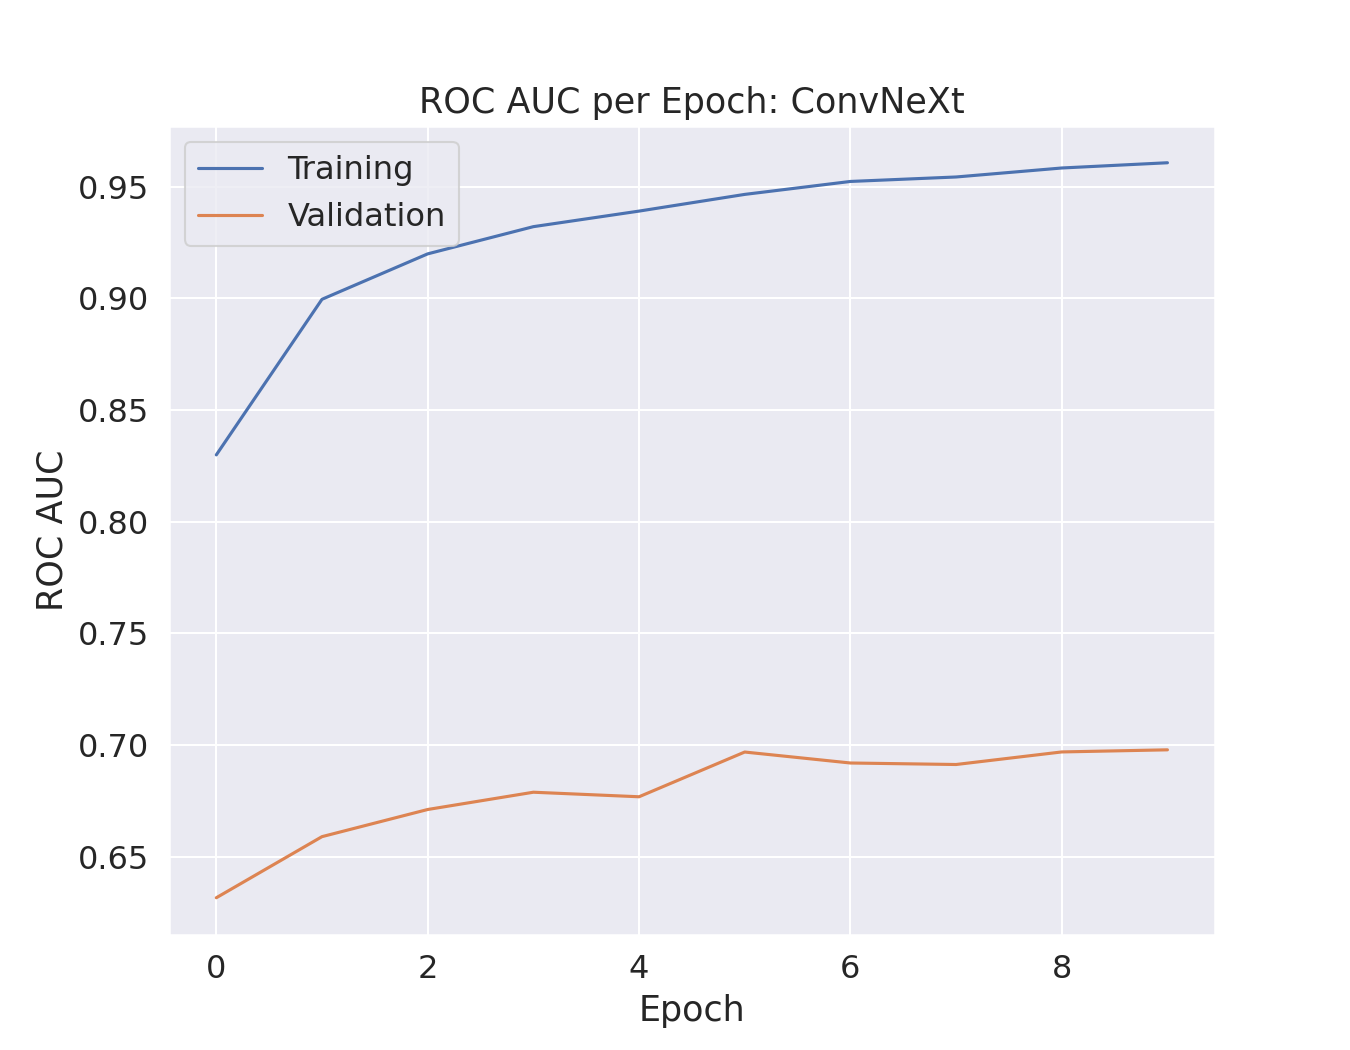 ROC AUC per Epoch: ConvNeXt
Training
Validation
0.95
0.90
0.85
0.80
0.75
0.70
0.65
ROC AUC
0 2 4 6 8
Epoch